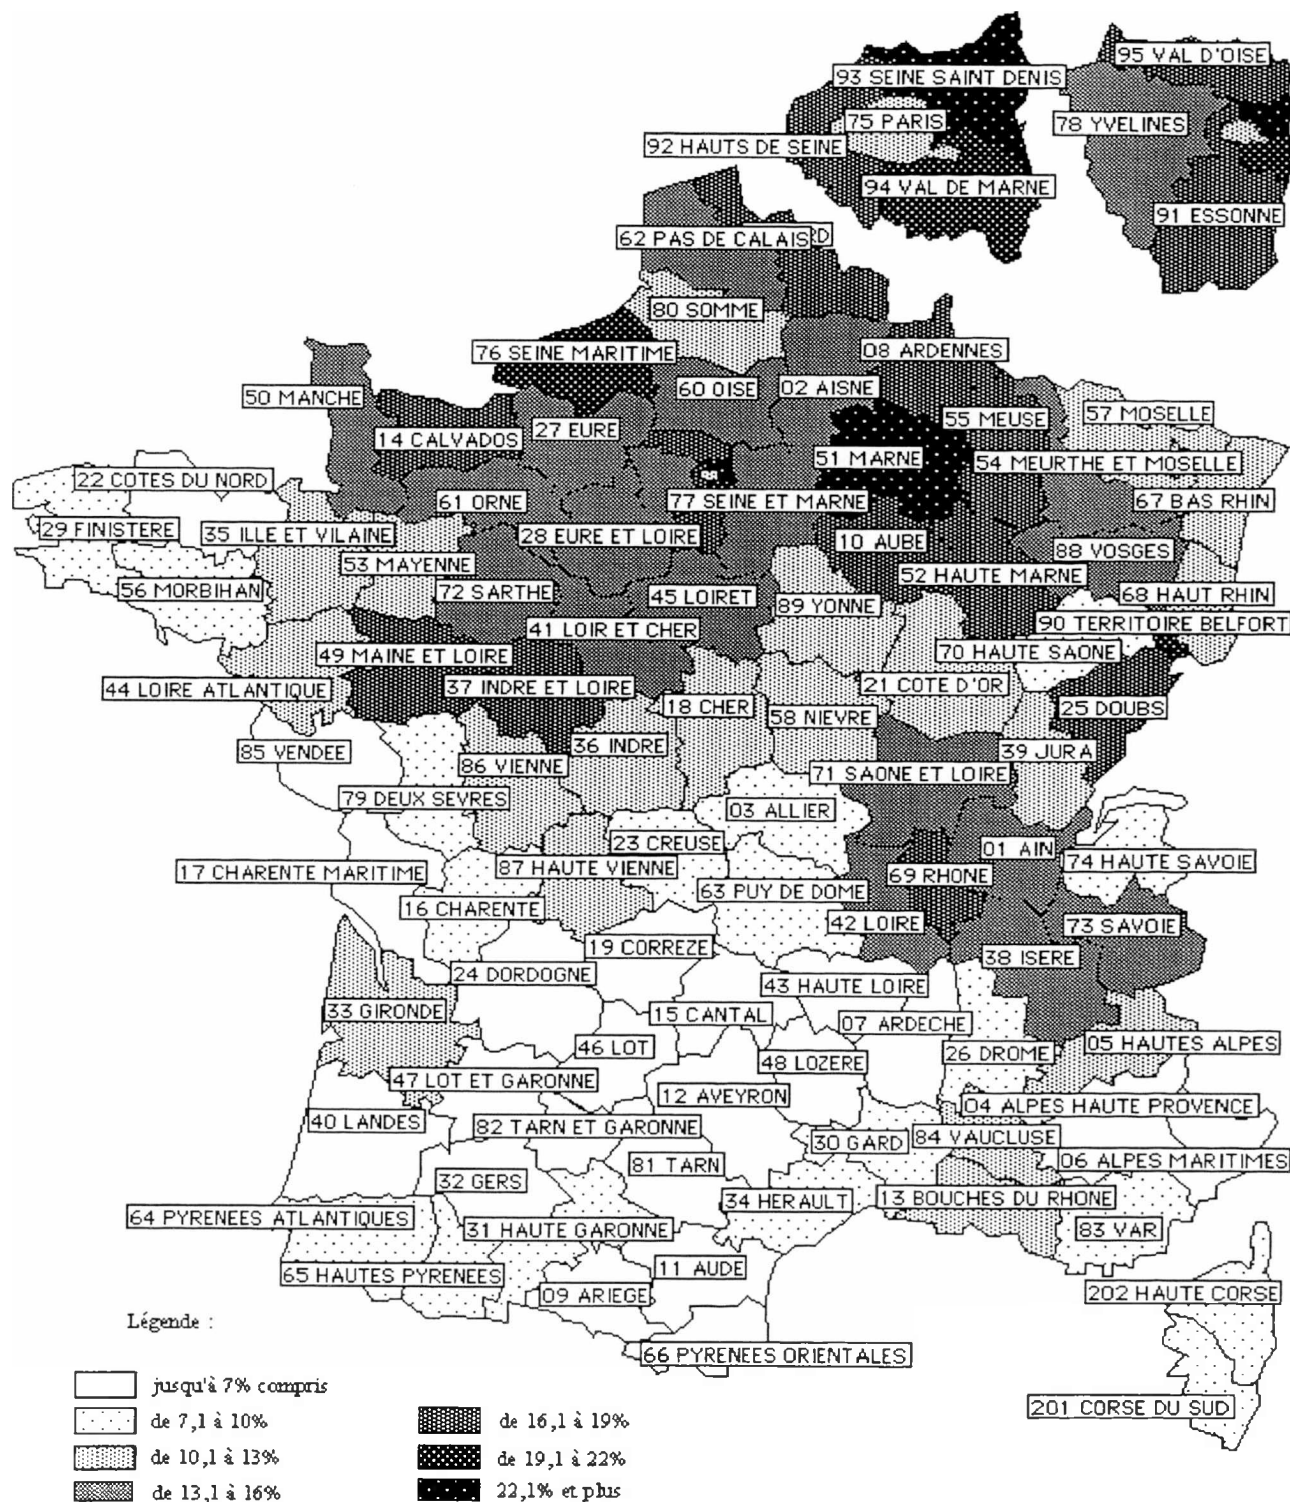 95 VAL D'OISE
93 SEINE SAINT DENIS
75 PARIS
78 YVELINES
92 HAUTS DE SEINE
94 VAL DE MARNE
91 ESSONNE
62 PAS DE CALAIS
80 SOMME
76 SEINE MARITIME
08 ARDENNES
60 OISE
02 AISNE
50 MANCHE
57 MOSELLE
55 MEUSE
27 EURE
14 CALVADOS
51 MARNE
54 MEURTHE ET MOSELLE
22 COTES DU NORD
61 ORNE
77 SEINE ET MARNE
67 BAS RHIN
29 FINISTERE
35 ILLE ET VILAINE
28 EURE ET LOIRE
10 AUBE
88 VOSGES
53 MAYENNE
52 HAUTE MARNE
56 MORBIHAN
72 SARTHE
45 LOIRET
89 YONNE
68 HAUT RHIN
41 LOIR ET CHER
90 TERRITOIRE BELFORT
49 MAINE ET LOIRE
70 HAUTE SAONE
44 LOIRE ATLANTIQUE
37 INDRE ET LOIRE
21 COTE D'OR
18 CHER
58 NIEVRE
25 DOUBS
85 VENDEE
36 INDRE
39 JURA
86 VIENNE
71 SAONE ET LOIRE
79 DEUX SEVRES
03 ALLIER
23 CREUSE
01 AIN
17 CHARENTE MARITIME
87 HAUTE VIENNE
74 HAUTE SAVOIE
69 RHONE
63 PUY DE DOME
16 CHARENTE
42 LOIRE
73 SAVOIE
19 CORREZE
38 ISERE
24 DORDOGNE
43 HAUTE LOIRE
33 GIRONDE
15 CANTAL
07 ARDECHE
46 LOT
05 HAUTES ALPES
26 DROME
48 LOZERE
47 LOT ET GARONNE
12 AVEYRON
04 ALPES HAUTE PROVENCE
40 LANDES
82 TARN ET GARONNE
30 GARD
84 VAUCLUSE
81 TARN
06 ALPES MARITIMES
32 GERS
34 HERAULT
13 BOUCHES DU RHONE
64 PYRENEES ATLANTIQUES
31 HAUTE GARONNE
83 VAR
65 HAUTES PYRENEES
11 AUDE
09 ARIEGE
202 HAUTE CORSE
66 PYRENEES ORIENTALES
201 CORSE DU SUD
Légende :
jusqu'à 7% compris
de 7,1 à 10%
de 10,1 à 13%
de 13,1 à 16%
de 16,1 à 19%
de 19,1 à 22%
22,1% et plus